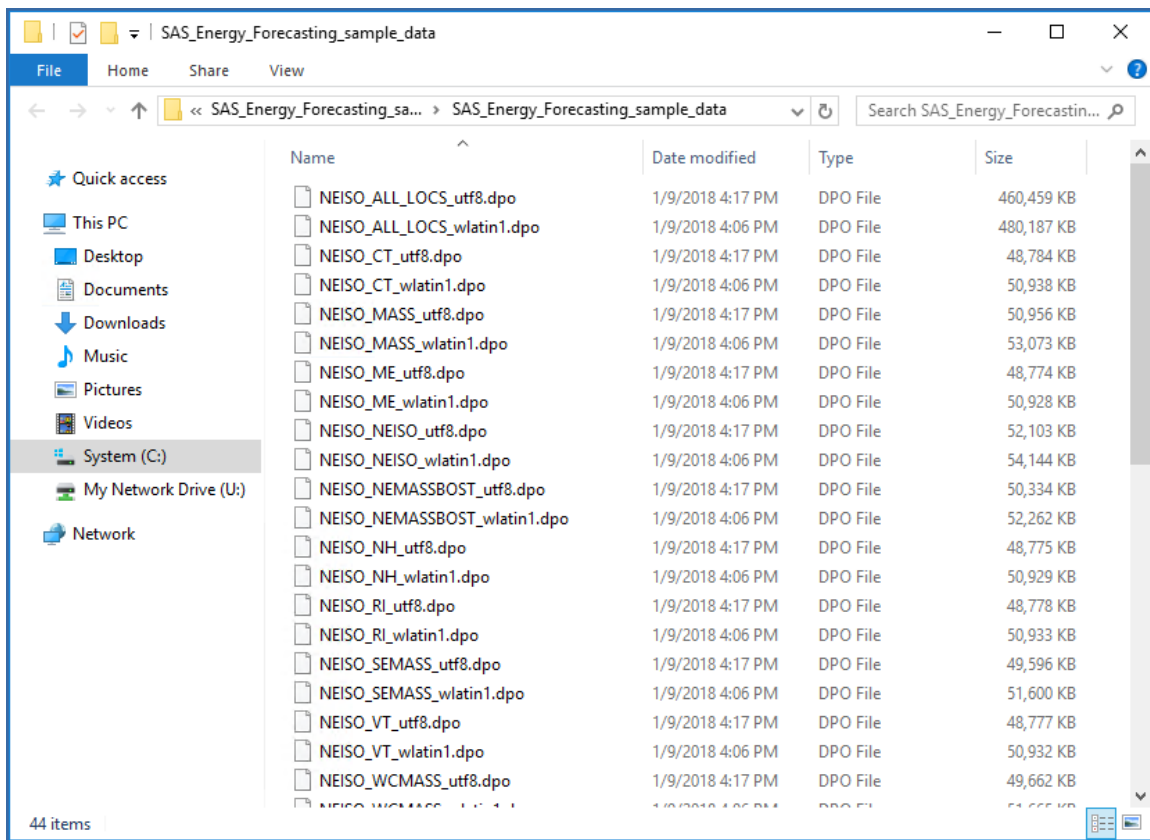 SAS_Energy_Forecasting_sample_data
File Home Share View
« SAS_Energy_Forecasting_sa... › SAS_Energy_Forecasting_sample_data Search SAS_Energy_Forecastin...
Name Date modified Type Size
Quick access
This PC
Desktop
Documents
Downloads
Music
Pictures
Videos
System (C:)
My Network Drive (U:)
Network
NEISO_ALL_LOCS_utf8.dpo 1/9/2018 4:17 PM DPO File 460,459 KB
NEISO_ALL_LOCS_wlatin1.dpo 1/9/2018 4:06 PM DPO File 480,187 KB
NEISO_CT_utf8.dpo 1/9/2018 4:17 PM DPO File 48,784 KB
NEISO_CT_wlatin1.dpo 1/9/2018 4:06 PM DPO File 50,938 KB
NEISO_MASS_utf8.dpo 1/9/2018 4:17 PM DPO File 50,956 KB
NEISO_MASS_wlatin1.dpo 1/9/2018 4:06 PM DPO File 53,073 KB
NEISO_ME_utf8.dpo 1/9/2018 4:17 PM DPO File 48,774 KB
NEISO_ME_wlatin1.dpo 1/9/2018 4:06 PM DPO File 50,928 KB
NEISO_NEISO_utf8.dpo 1/9/2018 4:17 PM DPO File 52,103 KB
NEISO_NEISO_wlatin1.dpo 1/9/2018 4:06 PM DPO File 54,144 KB
NEISO_NEMASSBOST_utf8.dpo 1/9/2018 4:17 PM DPO File 50,334 KB
NEISO_NEMASSBOST_wlatin1.dpo 1/9/2018 4:06 PM DPO File 52,262 KB
NEISO_NH_utf8.dpo 1/9/2018 4:17 PM DPO File 48,775 KB
NEISO_NH_wlatin1.dpo 1/9/2018 4:06 PM DPO File 50,929 KB
NEISO_RI_utf8.dpo 1/9/2018 4:17 PM DPO File 48,778 KB
NEISO_RI_wlatin1.dpo 1/9/2018 4:06 PM DPO File 50,933 KB
NEISO_SEMASS_utf8.dpo 1/9/2018 4:17 PM DPO File 49,596 KB
NEISO_SEMASS_wlatin1.dpo 1/9/2018 4:06 PM DPO File 51,600 KB
NEISO_VT_utf8.dpo 1/9/2018 4:17 PM DPO File 48,777 KB
NEISO_VT_wlatin1.dpo 1/9/2018 4:06 PM DPO File 50,932 KB
NEISO_WCMASS_utf8.dpo 1/9/2018 4:17 PM DPO File 49,662 KB
44 items